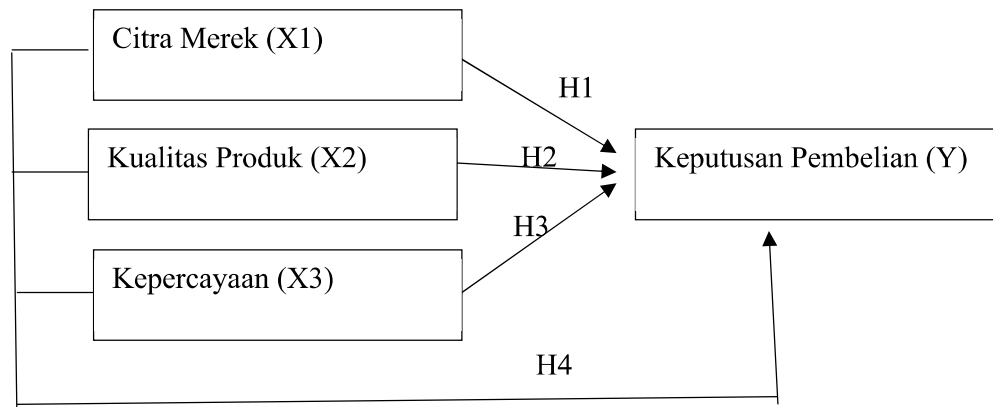 Citra Merek (X1)
H1
Kualitas Produk (X2)
H2
Keputusan Pembelian (Y)
H3
Kepercayaan (X3)
H4